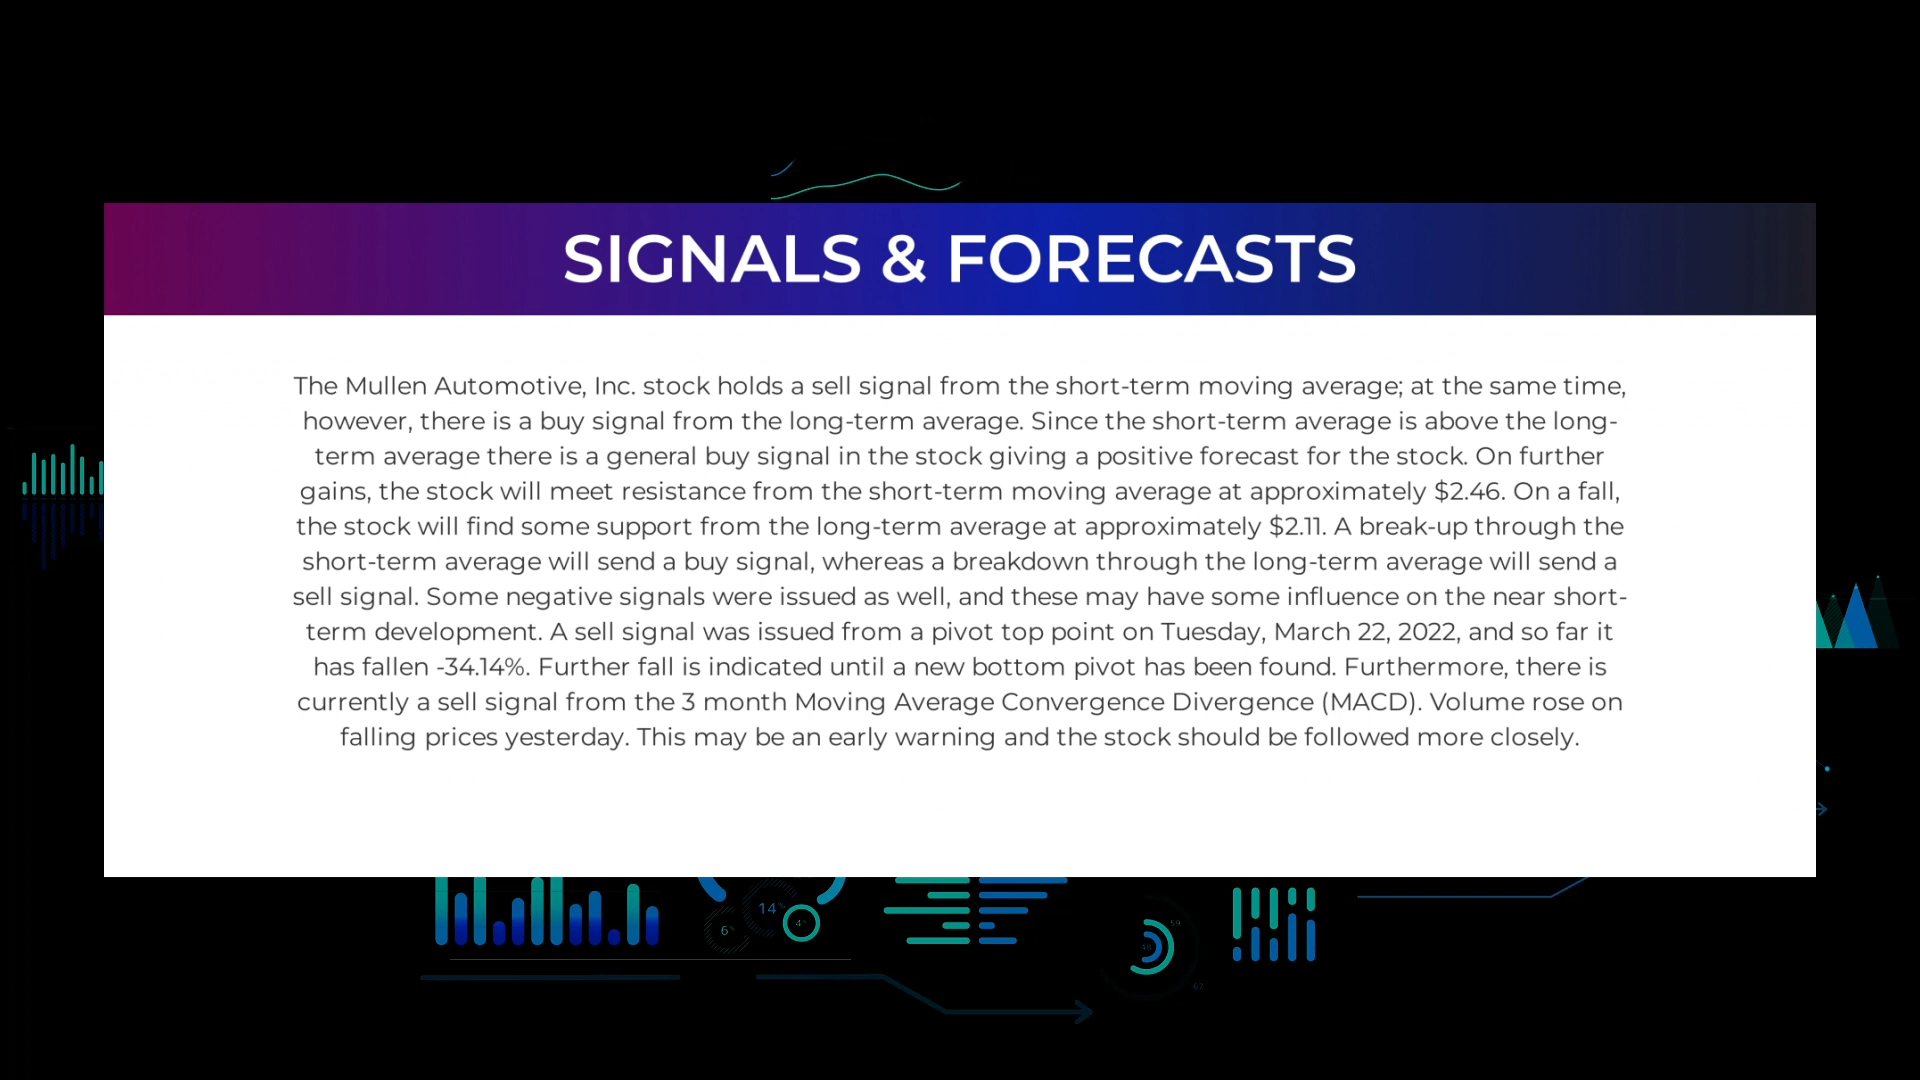 SIGNALS & FORECASTS
The Mullen Automotive, Inc. stock holds a sell signal from the short-term moving average; at the same time,
however, there is a buy signal from the long-term average. Since the short-term average is above the long-
term average there is a general buy signal in the stock giving a positive forecast for the stock. On further
gains, the stock will meet resistance from the short-term moving average at approximately $2.46. On a fall,
the stock will find some support from the long-term average at approximately $2.11. A break-up through the
short-term average will send a buy signal, whereas a breakdown through the long-term average will send a
sell signal. Some negative signals were issued as well, and these may have some influence on the near short-
term development. A sell signal was issued from a pivot top point on Tuesday, March 22, 2022, and so far it
has fallen -34.14%. Further fall is indicated until a new bottom pivot has been found. Furthermore, there is
currently a sell signal from the 3 month Moving Average Convergence Divergence (MACD). Volume rose on
falling prices yesterday. This may be an early warning and the stock should be followed more closely.
14%
6%
4%
59
67